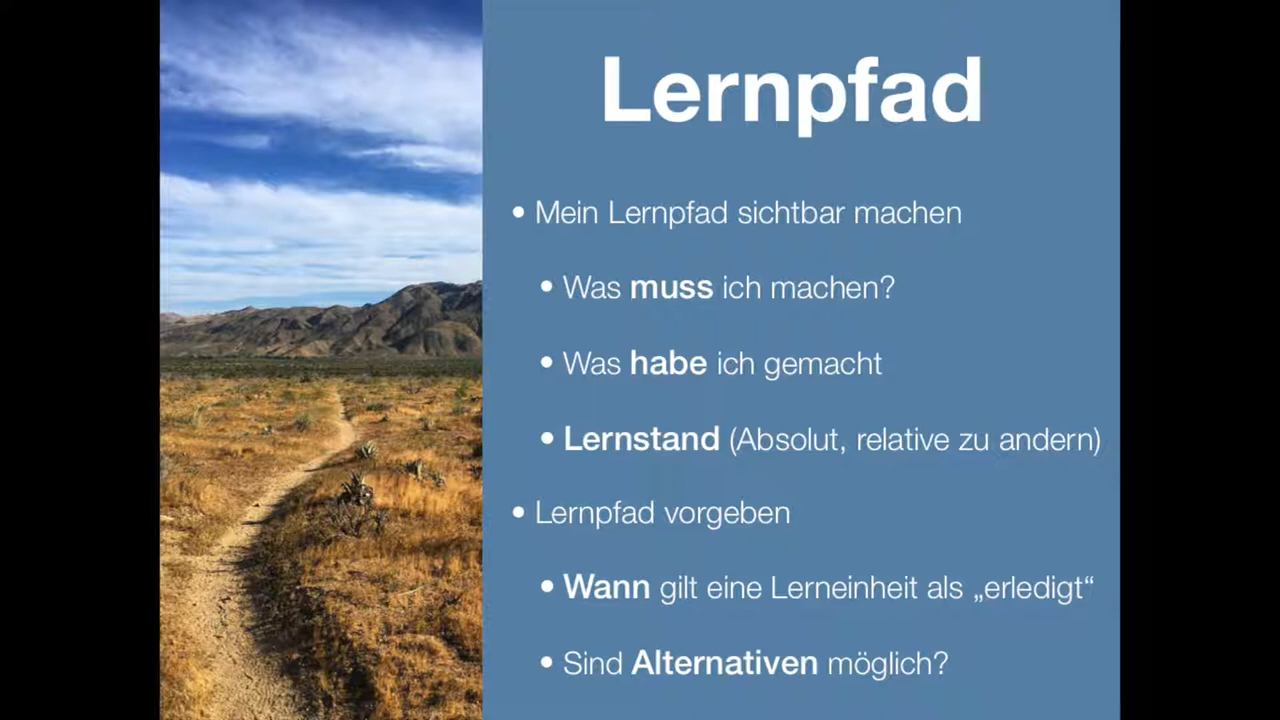 Lernpfad
• Mein Lernpfad sichtbar machen
• Was muss ich machen?
• Was habe ich gemacht
• Lernstand (Absolut, relative zu andern)
• Lernpfad vorgeben
• Wann gilt eine Lerneinheit als „erledigt“
• Sind Alternativen möglich?